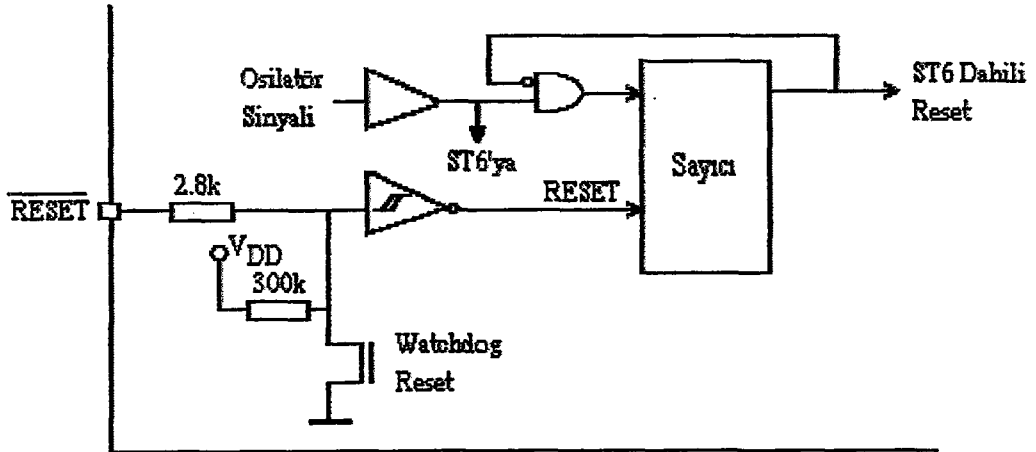 Osilatör
Sinyali
ST6'ya
ST6 Dahili
Reset
Sayıcı
RESET
2.8k
RESET
VDD
300k
Watchdog
Reset